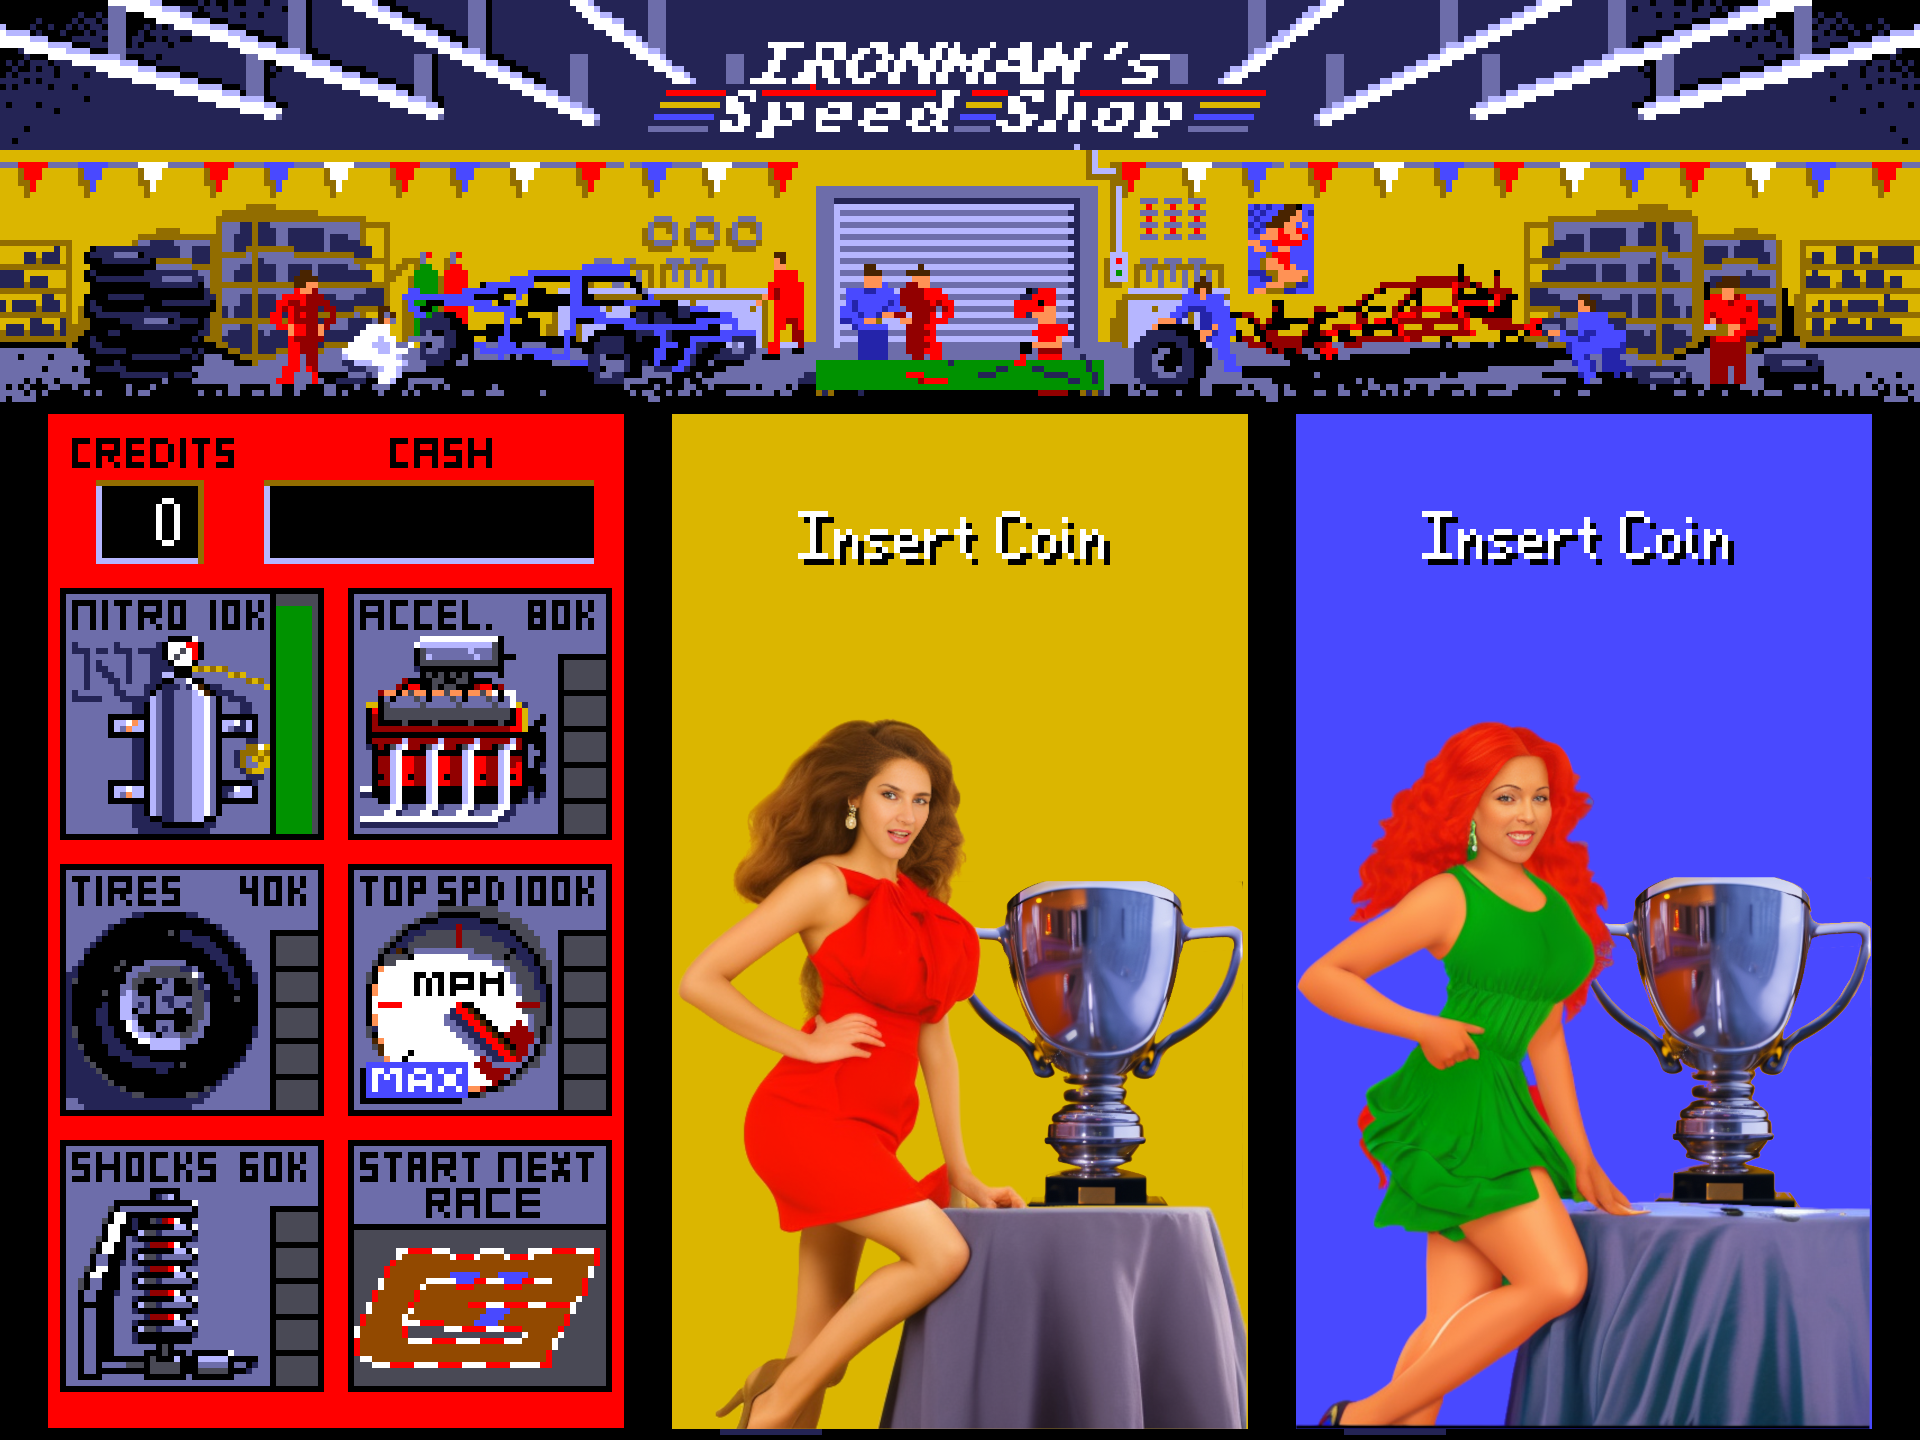 IRONMAN's
Speed Shop
CREDITS CASH
0
Insert Coin
Insert Coin
NITRO 10K
ACCEL. 80K
TIRES 40K
TOP SPD 100K
MPH
MAX
SHOCKS 60K
START NEXT
RACE